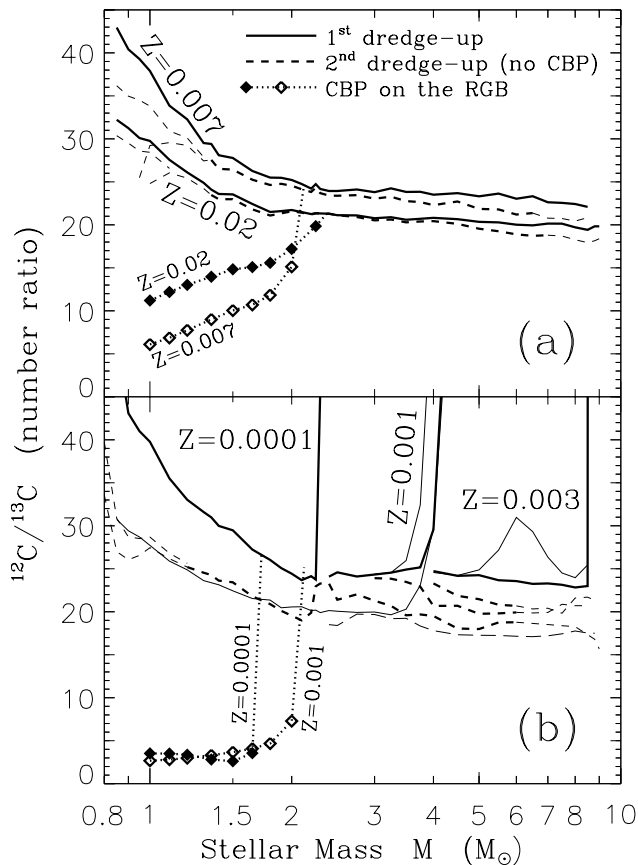 40
30
20
10
0
1st dredge-up
2nd dredge-up (no CBP)
CBP on the RGB
Z=0.007
Z=0.02
Z=0.02
Z=0.007
(a)
12C/13C (number ratio)
40
30
20
10
0
Z=0.0001
Z=0.001
Z=0.003
Z=0.0001
Z=0.001
(b)
0.8 1 1.5 2 3 4 5 6 7 8 10
Stellar Mass M (M⊙)